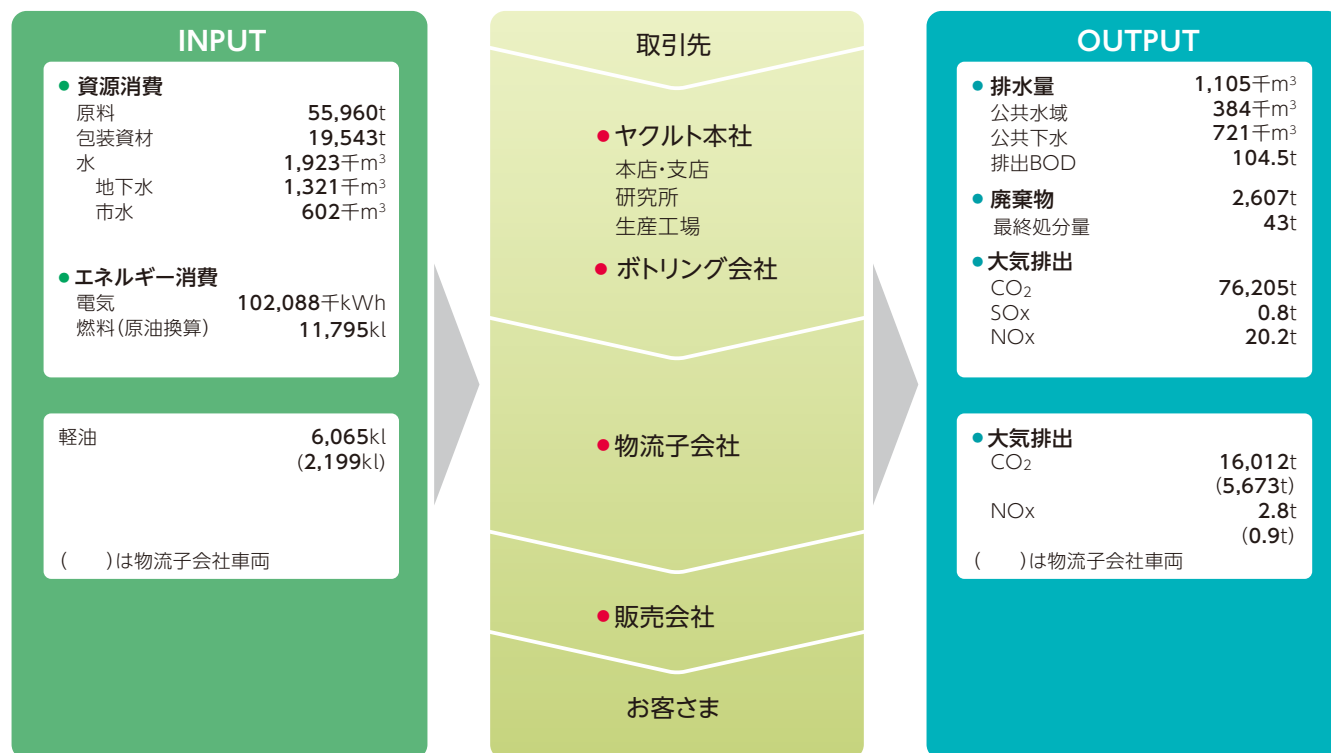 INPUT
● 資源消費
原料 55,960t
包装資材 19,543t
水 1,923千m³
地下水 1,321千m³
市水 602千m³
● エネルギー消費
電気 102,088千kWh
燃料(原油換算) 11,795kl
軽油 6,065kl
(2,199kl)
(　　)は物流子会社車両
取引先
●ヤクルト本社
本店・支店
研究所
生産工場
● ボトリング会社
●物流子会社
●販売会社
お客さま
OUTPUT
● 排水量 1,105千m³
公共水域 384千m³
公共下水 721千m³
排出BOD 104.5t
● 廃棄物 2,607t
最終処分量 43t
● 大気排出
CO₂ 76,205t
SOx 0.8t
NOx 20.2t
● 大気排出
CO₂ 16,012t
(5,673t)
NOx 2.8t
(0.9t)
(　　)は物流子会社車両